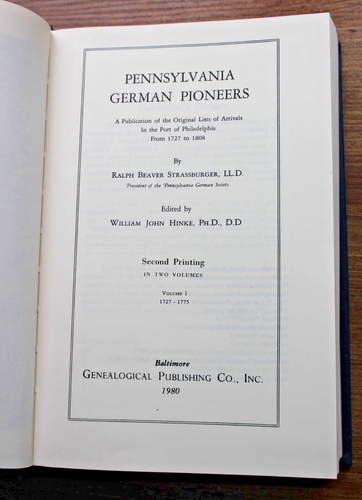 PENNSYLVANIA
GERMAN PIONEERS
A Publication of the Original Lists of Arrivals
In the Port of Philadelphia
From 1727 to 1808
By
RALPH BEAVER STRASSBURGER, LL.D.
President of the Pennsylvania German Society
Edited by
WILLIAM JOHN HINKE, PH.D., D.D
Second Printing
IN TWO VOLUMES
VOLUME I
1727-1775
Baltimore
GENEALOGICAL PUBLISHING CO., INC.
1980